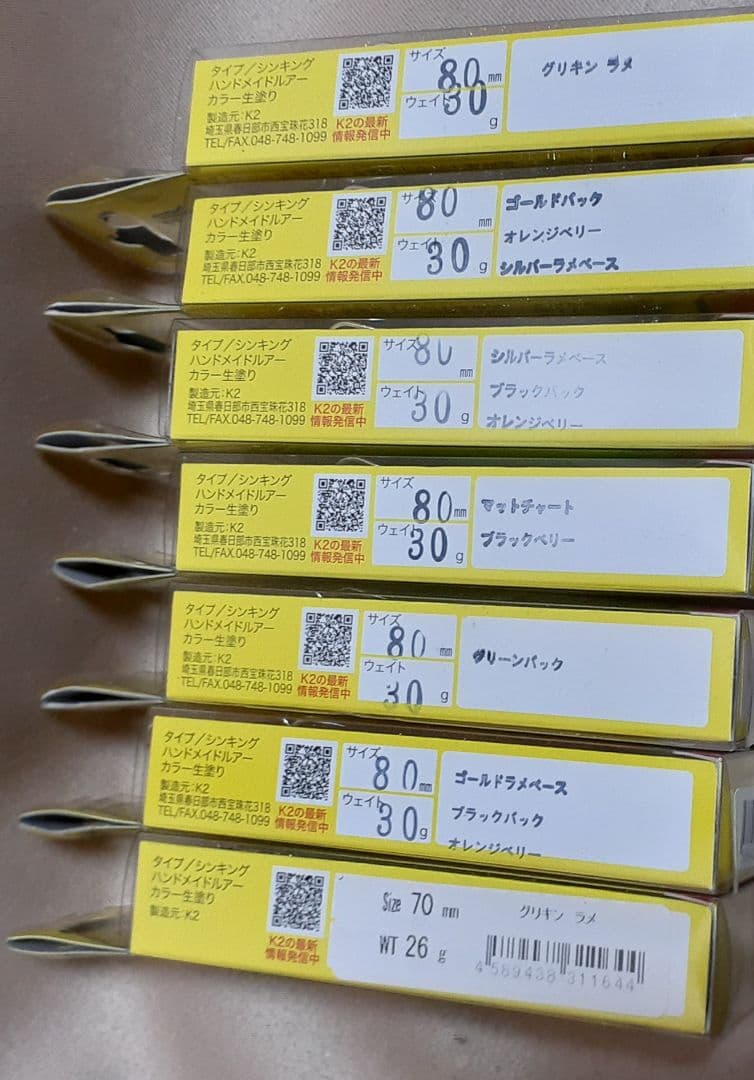 タイプ／シンキング
ハンドメイドルアー
カラー生塗り
製造元:K2
埼玉県春日部市西宝珠花318
TEL/FAX.048-748-1099
K2の最新
情報発信中
サイズ
80 mm
ウェイト
30 g
グリキン ラメ
タイプ／シンキング
ハンドメイドルアー
カラー生塗り
製造元:K2
埼玉県春日部市西宝珠花318
TEL/FAX.048-748-1099
K2の最新
情報発信中
サイズ
80 mm
ウェイト
30 g
ゴールドバック
オレンジベリー
シルバーラメベース
タイプ／シンキング
ハンドメイドルアー
カラー生塗り
製造元:K2
埼玉県春日部市西宝珠花318
TEL/FAX.048-748-1099
K2の最新
情報発信中
サイズ
80 mm
ウェイト
30 g
シルバーラメベース
ブラックバック
オレンジベリー
タイプ／シンキング
ハンドメイドルアー
カラー生塗り
製造元:K2
埼玉県春日部市西宝珠花318
TEL/FAX.048-748-1099
K2の最新
情報発信中
サイズ
80 mm
ウェイト
30 g
マットチャート
ブラックベリー
タイプ／シンキング
ハンドメイドルアー
カラー生塗り
製造元:K2
埼玉県春日部市西宝珠花318
TEL/FAX.048-748-1099
K2の最新
情報発信中
サイズ
80 mm
ウェイト
30 g
グリーンバック
タイプ／シンキング
ハンドメイドルアー
カラー生塗り
製造元:K2
埼玉県春日部市西宝珠花318
TEL/FAX.048-748-1099
K2の最新
情報発信中
サイズ
80 mm
ウェイト
30 g
ゴールドラメベース
ブラックバック
オレンジベリー
タイプ／シンキング
ハンドメイドルアー
カラー生塗り
製造元:K2
K2の最新
情報発信中
Size 70 mm
WT 26 g
グリキン ラメ
4 589438 311644